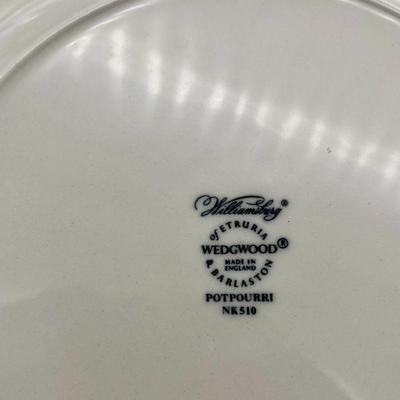 Williamsburg®
of ETRURIA
WEDGWOOD®
MADE IN
ENGLAND
& BARLASTON
POTPOURRI
NK510